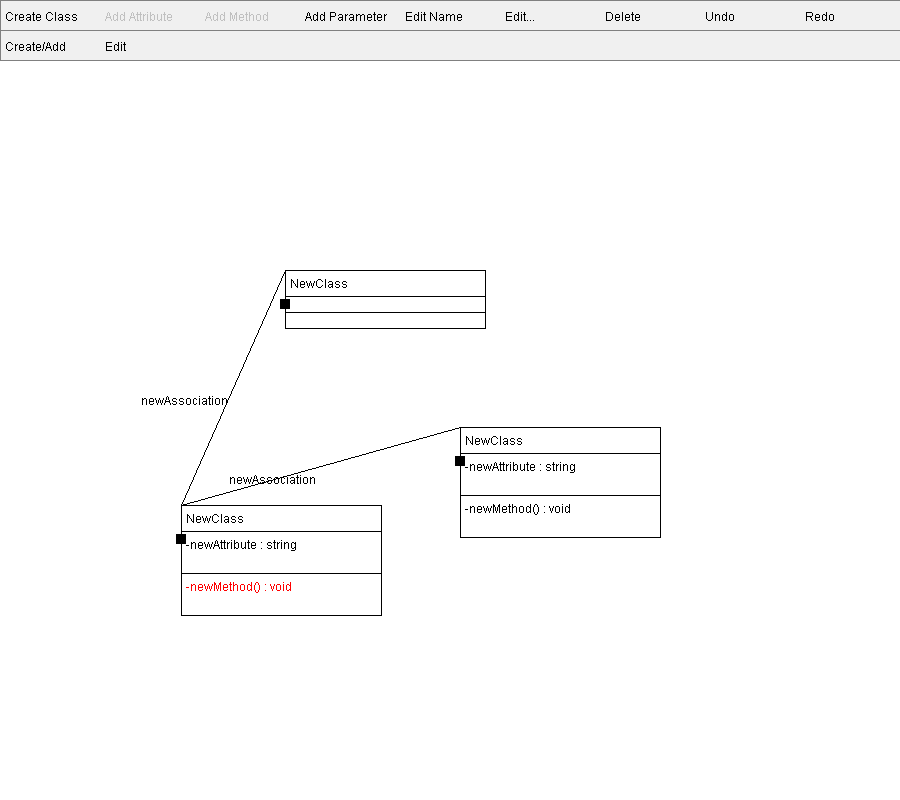 Create Class Add Attribute Add Method Add Parameter Edit Name Edit... Delete Undo Redo
Create/Add Edit
NewClass
newAssociation
NewClass
-newAttribute : string
-newMethod() : void
newAssociation
NewClass
-newAttribute : string
-newMethod() : void